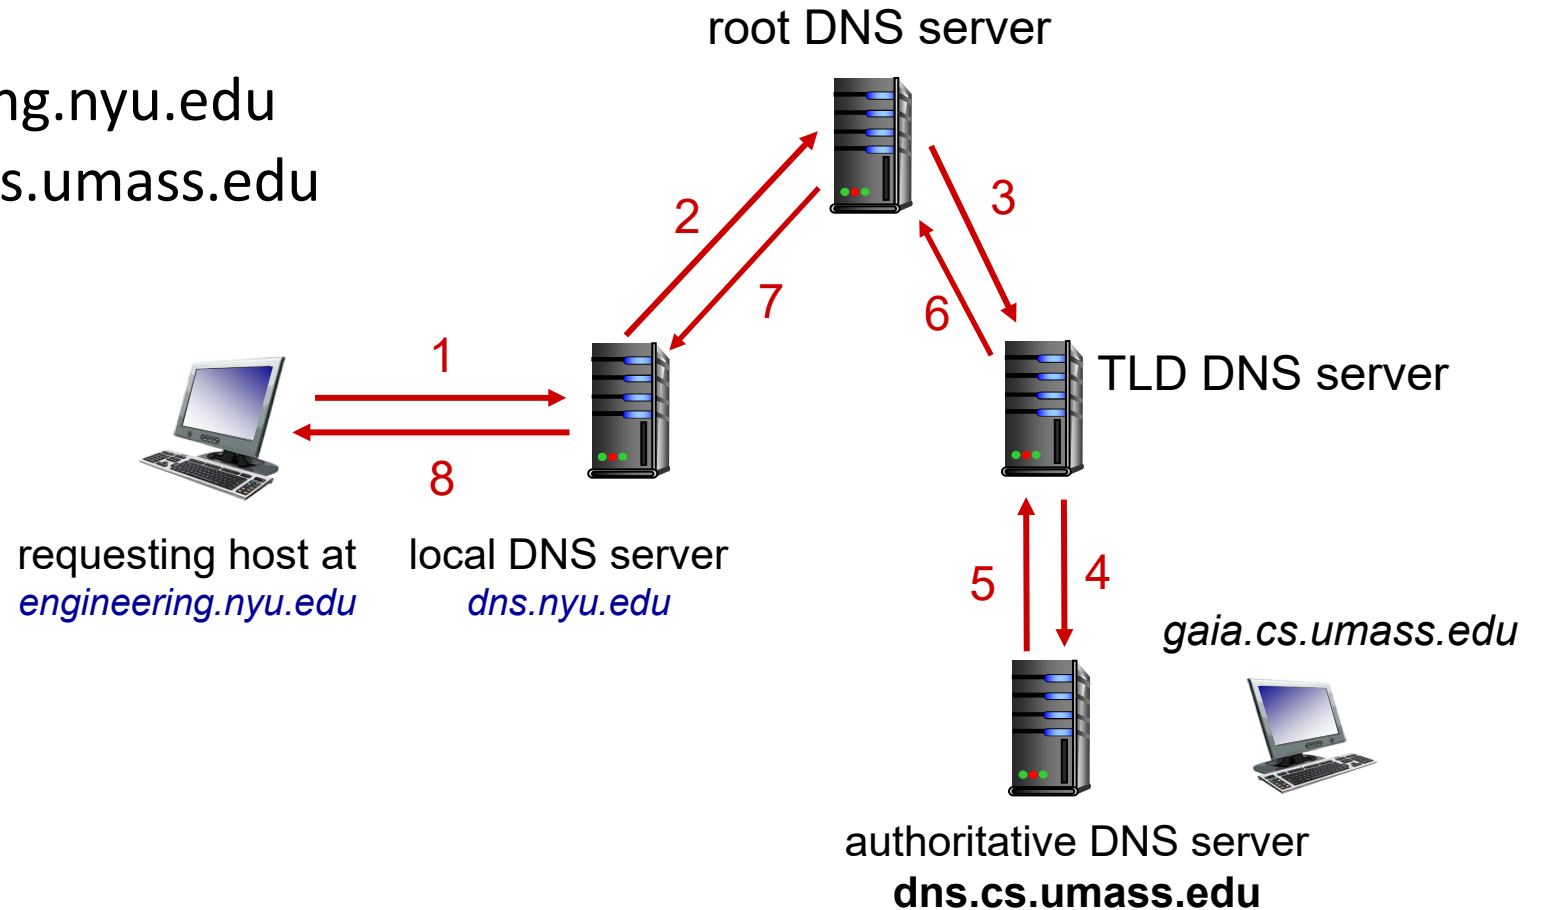 root DNS server
ng.nyu.edu
s.umass.edu
2
3
7
6
1
TLD DNS server
8
requesting host at
engineering.nyu.edu
local DNS server
dns.nyu.edu
5
4
gaia.cs.umass.edu
authoritative DNS server
dns.cs.umass.edu